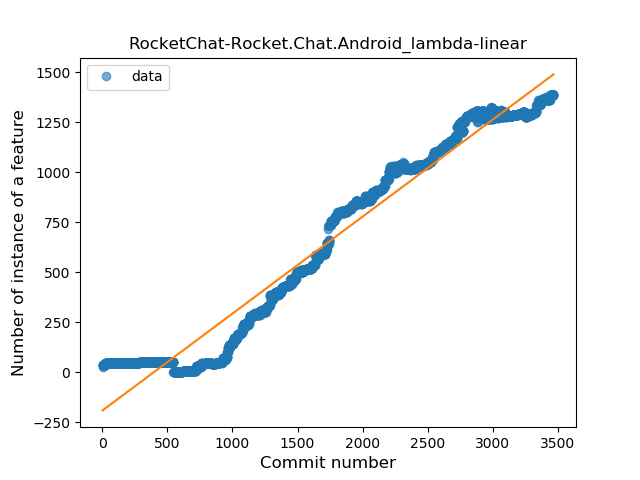 RocketChat-Rocket.Chat.Android_lambda-linear
data
Number of instance of a feature
1500
1250
1000
750
500
250
0
−250
0 500 1000 1500 2000 2500 3000 3500
Commit number